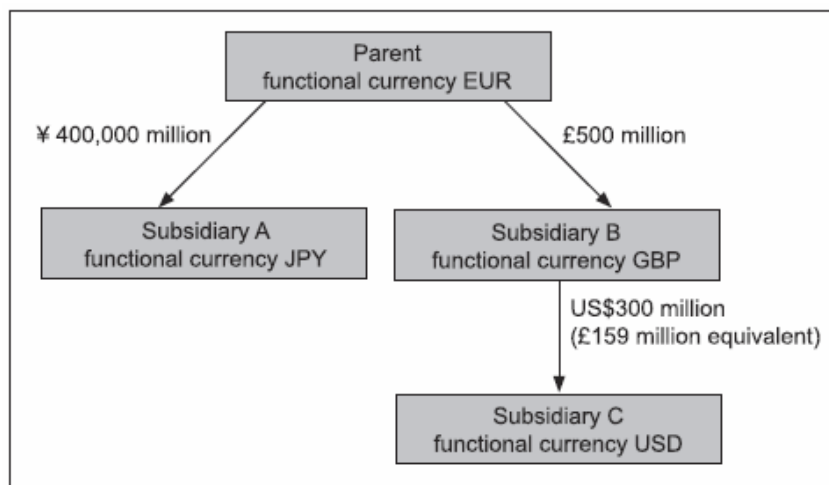 Parent
functional currency EUR
¥ 400,000 million
£500 million
Subsidiary A
functional currency JPY
Subsidiary B
functional currency GBP
US$300 million
(£159 million equivalent)
Subsidiary C
functional currency USD